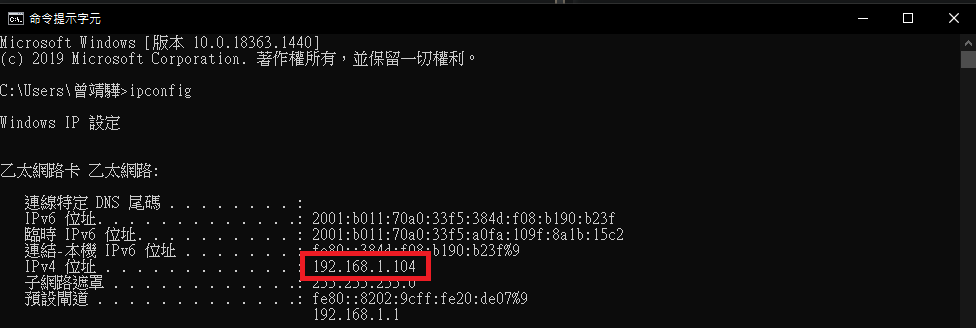 命令提示字元
Microsoft Windows [版本 10.0.18363.1440]
(c) 2019 Microsoft Corporation. 著作權所有，並保留一切權利。
C:\Users\曾靖驊>ipconfig
Windows IP 設定
乙太網路卡 乙太網路:
連線特定 DNS 尾碼 . . . . . . . . :
IPv6 位址. . . . . . . . . . . . .: 2001:b011:70a0:33f5:384d:f08:b190:b23f
臨時 IPv6 位址. . . . . . . . . . : 2001:b011:70a0:33f5:a0fa:109f:8a1b:15c2
連結-本機 IPv6 位址 . . . . . . . : fe80::384d:f08:b190:b23f%9
IPv4 位址 . . . . . . . . . . . . : 192.168.1.104
子網路遮罩 . . . . . . . . . . . .: 255.255.255.0
預設閘道 . . . . . . . . . . . . .: fe80::8202:9cff:fe20:de07%9
192.168.1.1